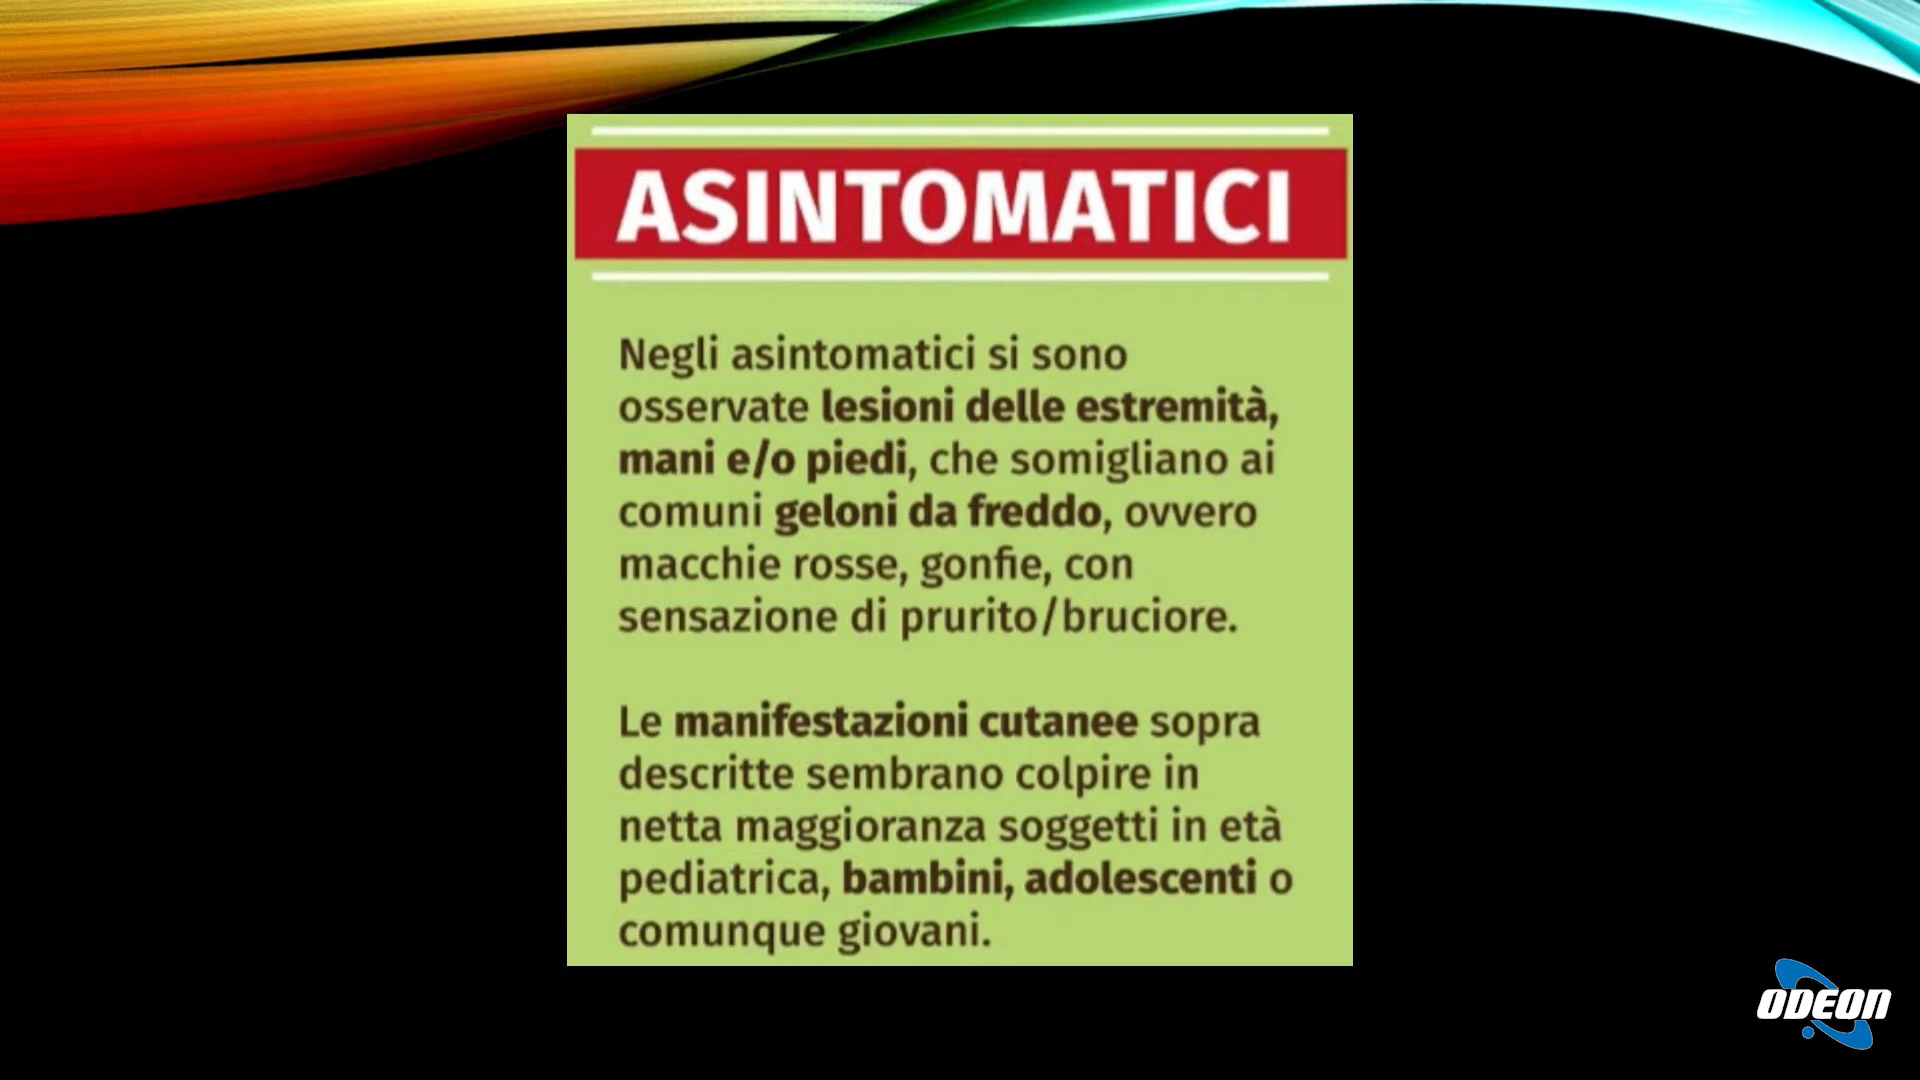 ASINTOMATICI
Negli asintomatici si sono
osservate lesioni delle estremità,
mani e/o piedi, che somigliano ai
comuni geloni da freddo, ovvero
macchie rosse, gonfie, con
sensazione di prurito/bruciore.
Le manifestazioni cutanee sopra
descritte sembrano colpire in
netta maggioranza soggetti in età
pediatrica, bambini, adolescenti o
comunque giovani.
ODEON